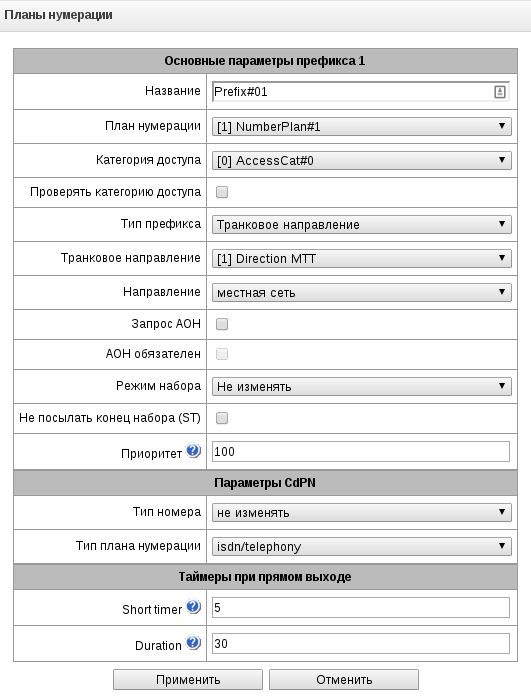 Планы нумерации
Основные параметры префикса 1
Название Prefix#01
План нумерации [1] NumberPlan#1
Категория доступа [0] AccessCat#0
Проверять категорию доступа
Тип префикса Транковое направление
Транковое направление [1] Direction MTT
Направление местная сеть
Запрос АОН
АОН обязателен
Режим набора Не изменять
Не посылать конец набора (ST)
Приоритет ? 100
Параметры CdPN
Тип номера не изменять
Тип плана нумерации isdn/telephony
Таймеры при прямом выходе
Short timer ? 5
Duration ? 30
Применить Отменить